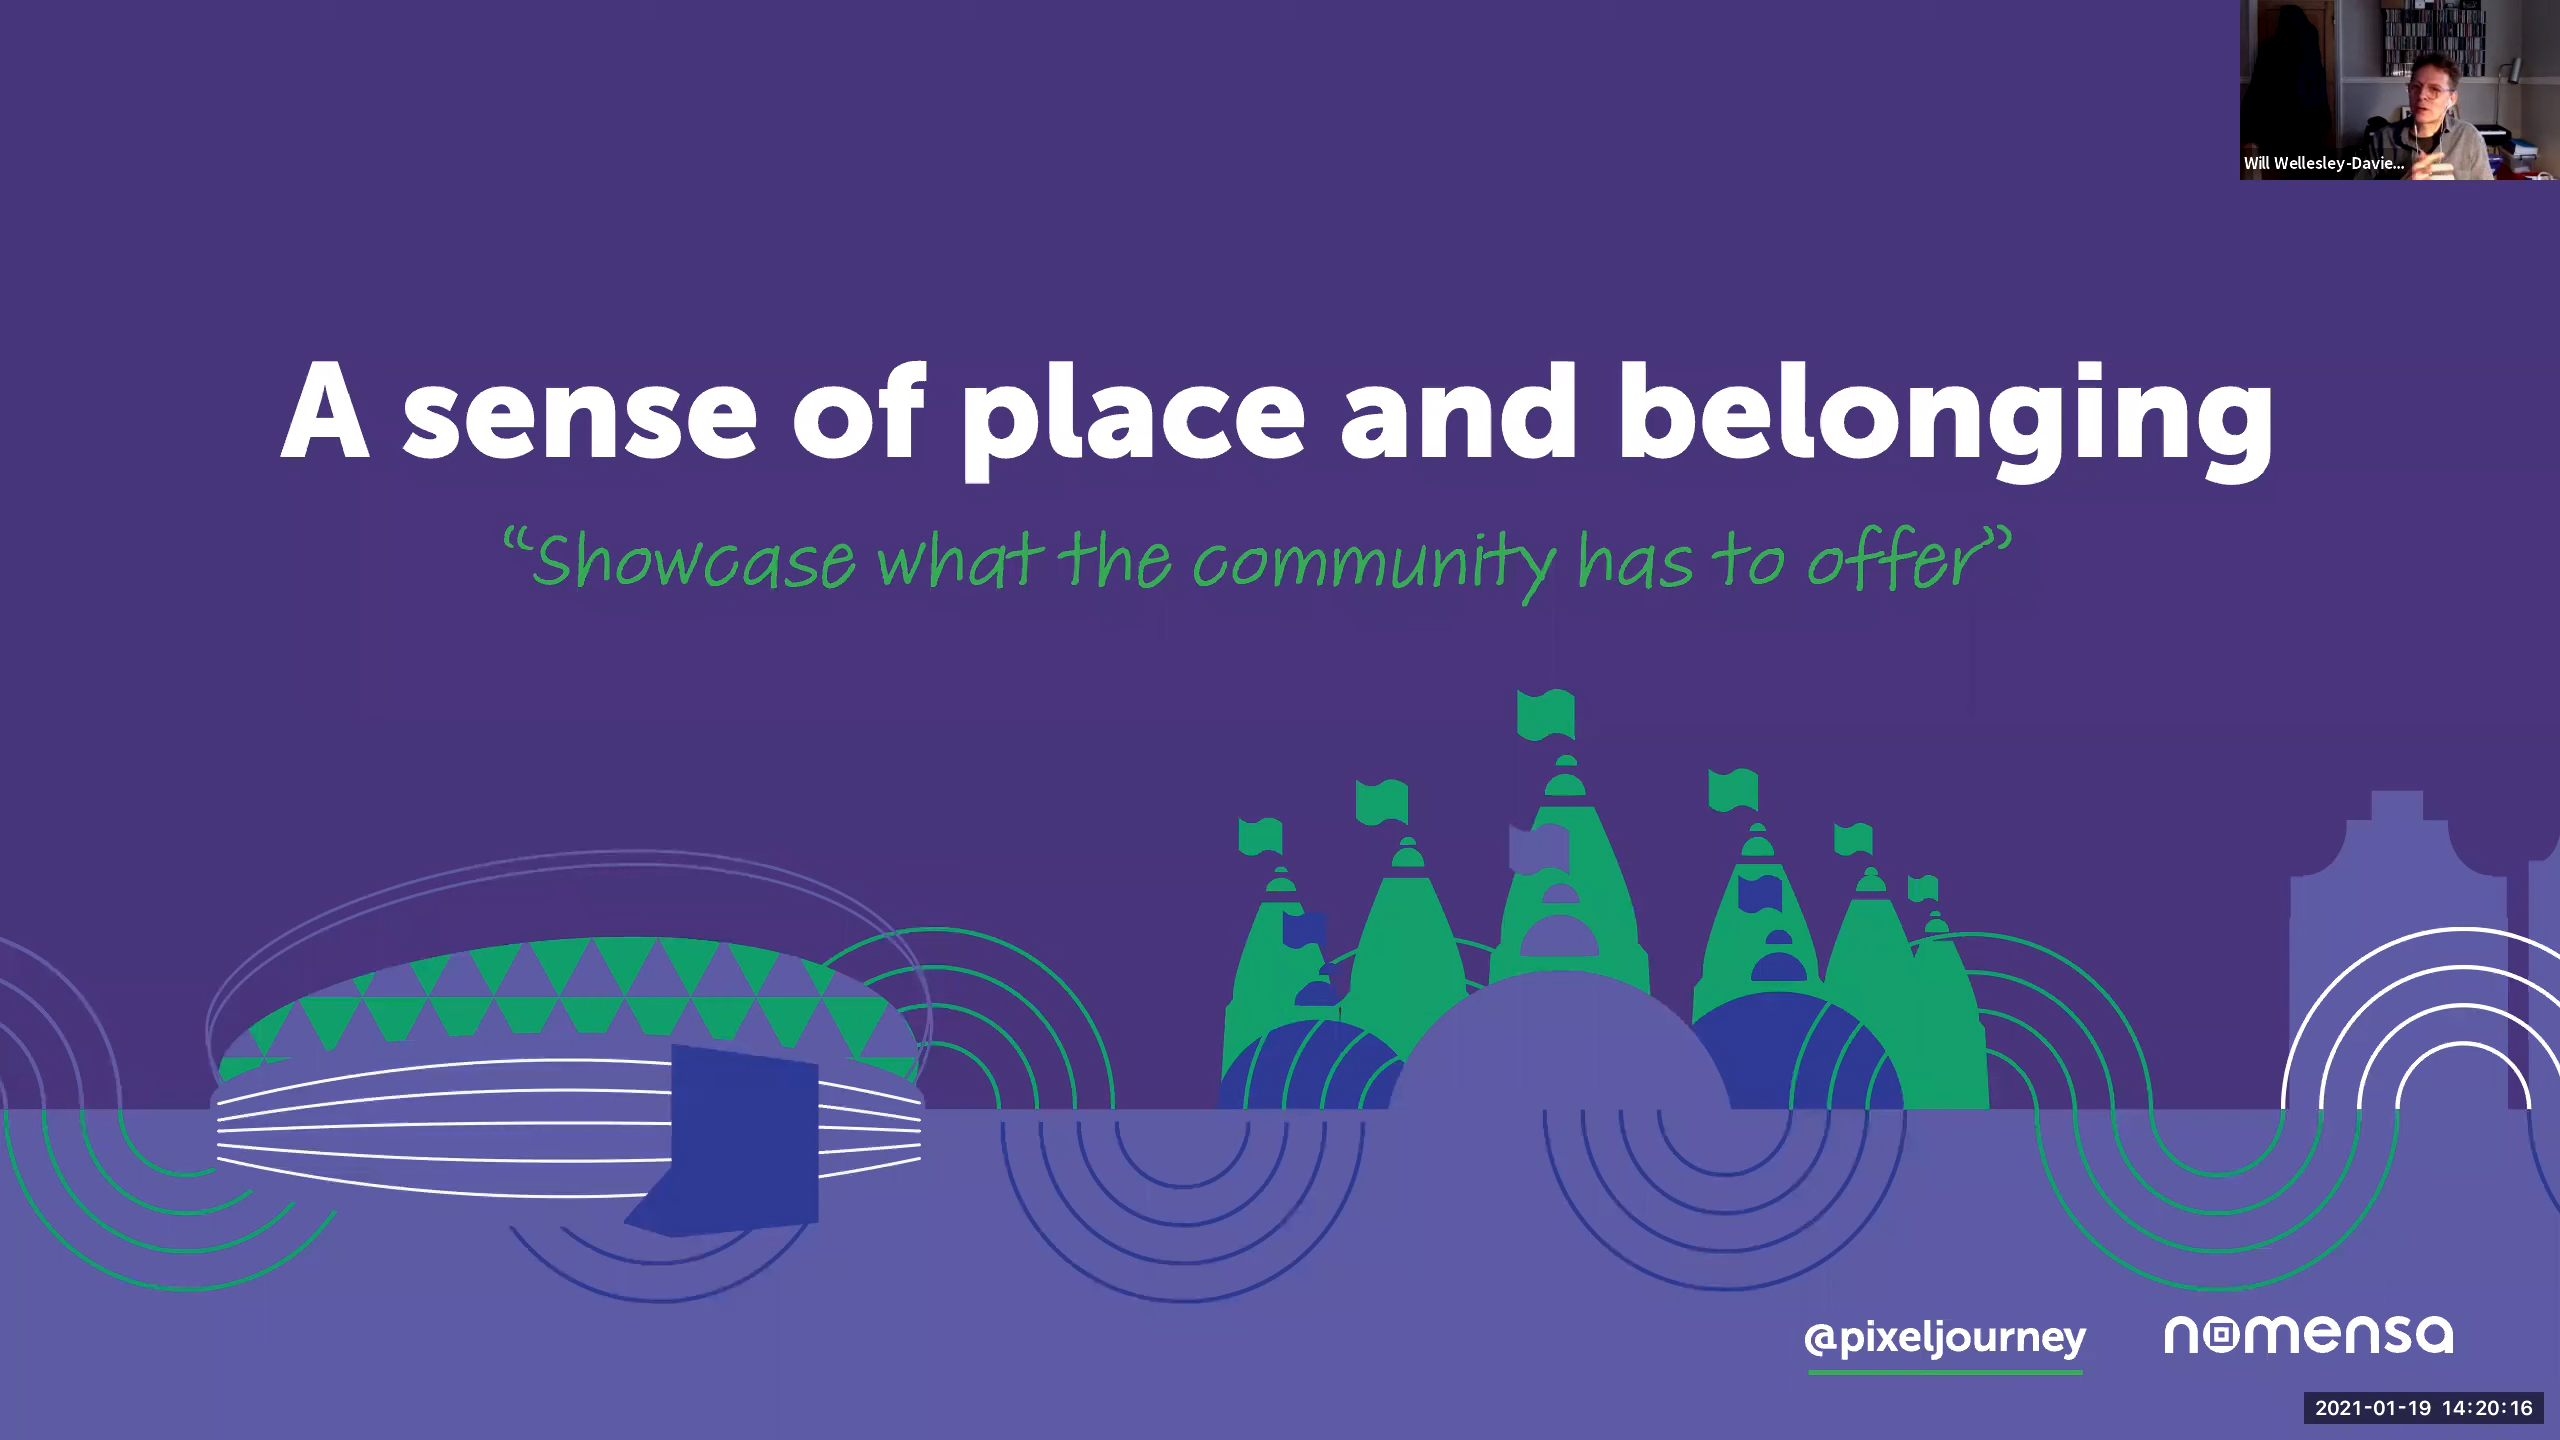 Will Wellesley-Davie...
A sense of place and belonging
“Showcase what the community has to offer”
@pixeljourney
nomensa
2021-01-19 14:20:16